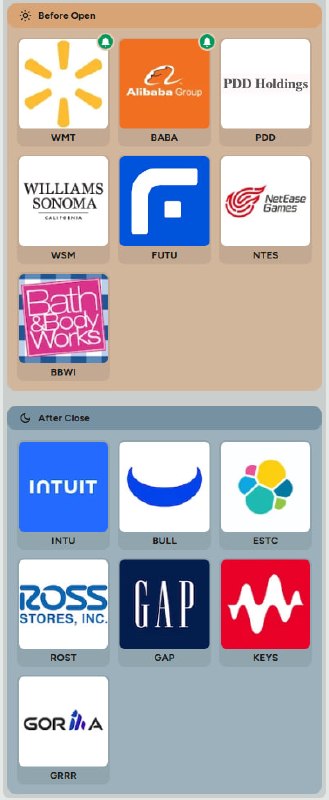 Before Open
Alibaba Group
PDD Holdings
WMT
BABA
PDD
WILLIAMS
SONOMA
CALIFORNIA
NetEase
Games
WSM
FUTU
NTES
Bath
&Body
Works
BBWI
After Close
INTUIT
INTU
BULL
ESTC
ROSS
STORES, INC.
GAP
ROST
GAP
KEYS
GORILLA
GRRR